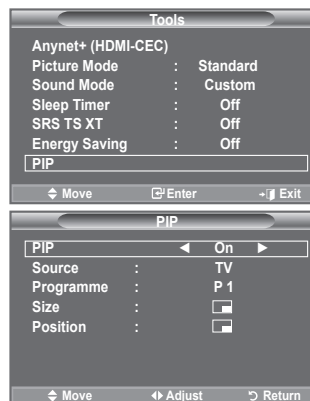 Tools
Anynet+ (HDMI-CEC)
Picture Mode : Standard
Sound Mode : Custom
Sleep Timer : Off
SRS TS XT : Off
Energy Saving : Off
PIP
Move Enter Exit
PIP
PIP ◄ On ►
Source : TV
Programme : P 1
Size :
Position :
Move Adjust Return